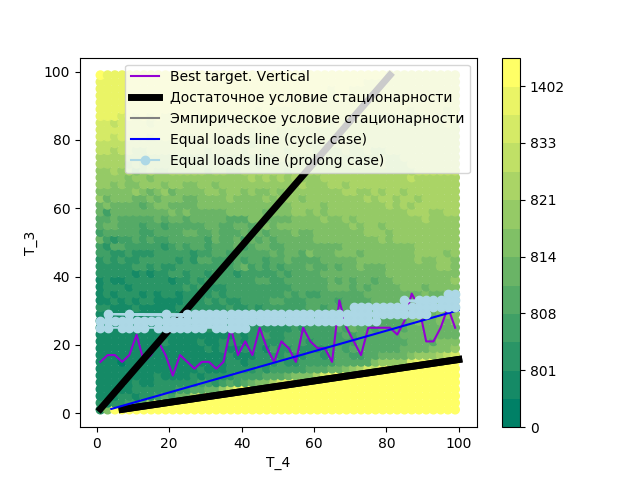 Best target. Vertical
Достаточное условие стационарности
Эмпирическое условие стационарности
Equal loads line (cycle case)
Equal loads line (prolong case)
100
80
60
40
20
0
T_3
0
20
40
60
80
100
T_4
1402
833
821
814
808
801
0